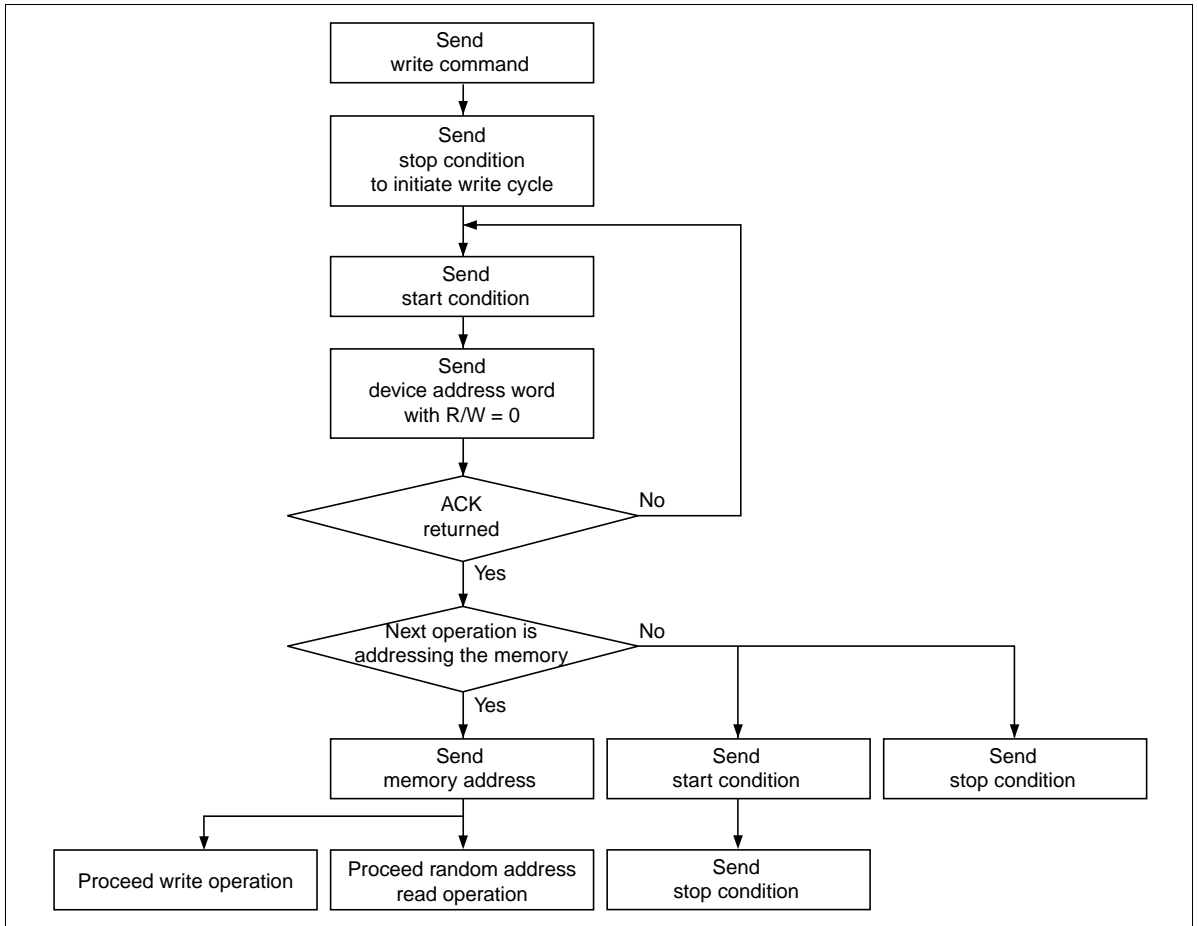 Send
write command
Send
stop condition
to initiate write cycle
Send
start condition
Send
device address word
with R/W = 0
ACK
returned
No
Yes
Next operation is
addressing the memory
No
Yes
Send
memory address
Send
start condition
Send
stop condition
Proceed write operation
Proceed random address
read operation
Send
stop condition